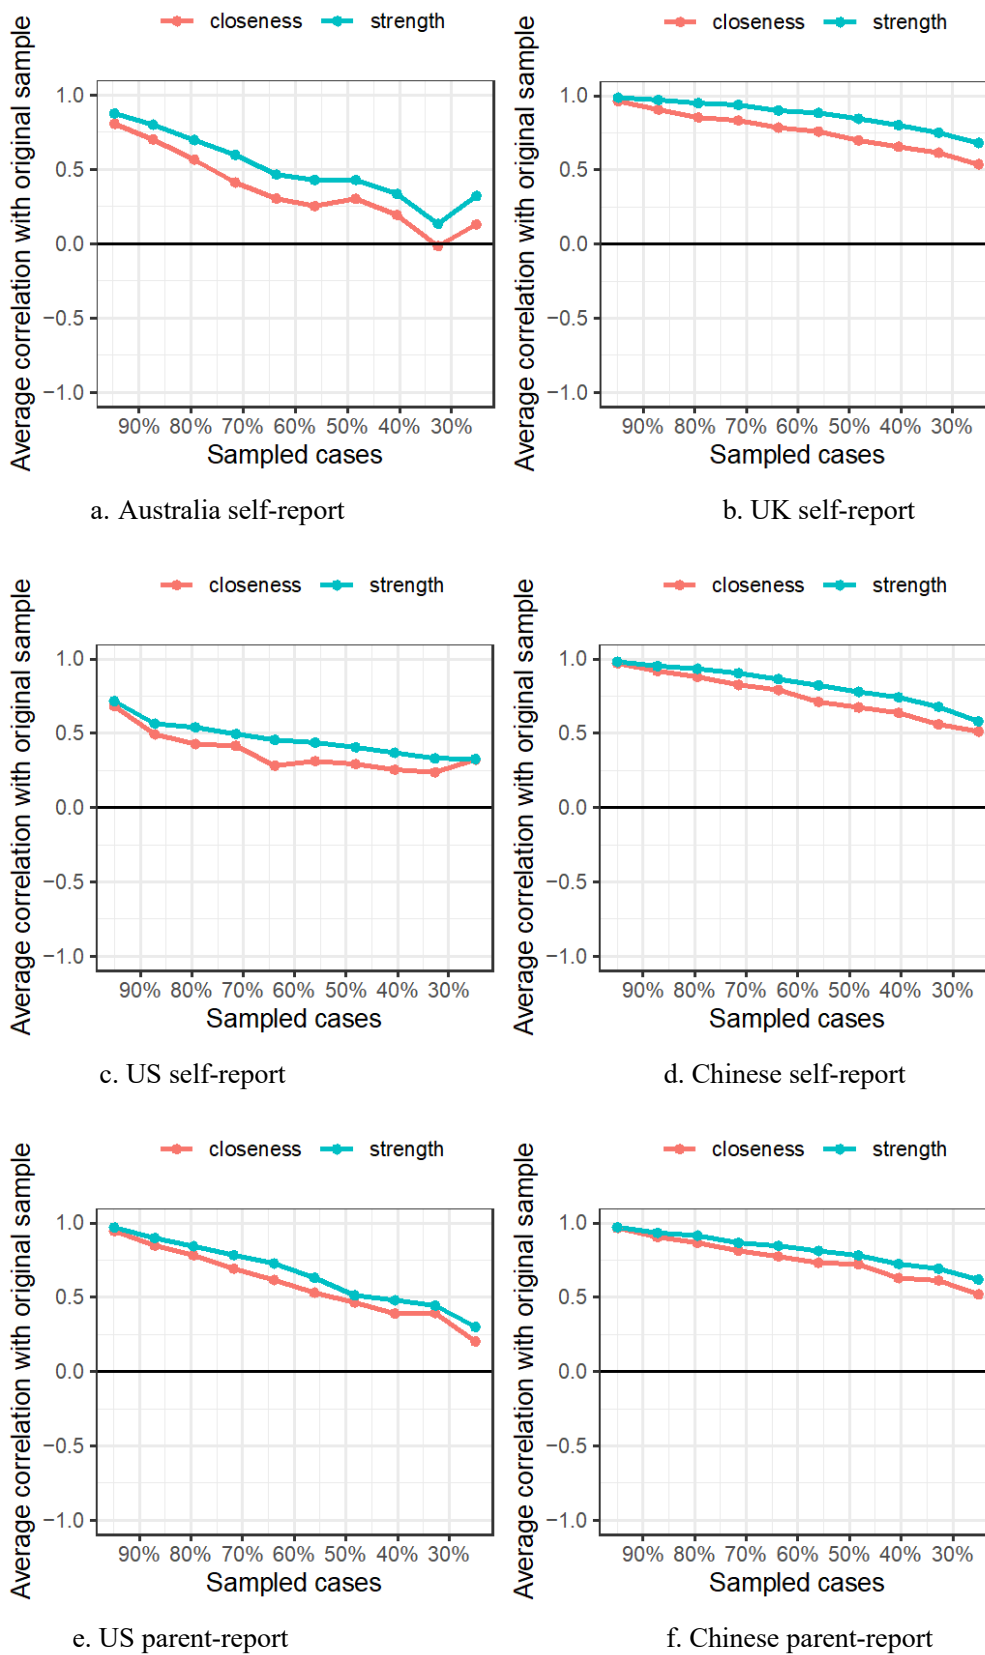 closeness strength
Average correlation with original sample
1.0
0.5
0.0
−0.5
−1.0
90% 80% 70% 60% 50% 40% 30%
Sampled cases
a. Australia self-report
closeness strength
Average correlation with original sample
1.0
0.5
0.0
−0.5
−1.0
90% 80% 70% 60% 50% 40% 30%
Sampled cases
b. UK self-report
closeness strength
Average correlation with original sample
1.0
0.5
0.0
−0.5
−1.0
90% 80% 70% 60% 50% 40% 30%
Sampled cases
c. US self-report
closeness strength
Average correlation with original sample
1.0
0.5
0.0
−0.5
−1.0
90% 80% 70% 60% 50% 40% 30%
Sampled cases
d. Chinese self-report
closeness strength
Average correlation with original sample
1.0
0.5
0.0
−0.5
−1.0
90% 80% 70% 60% 50% 40% 30%
Sampled cases
e. US parent-report
closeness strength
Average correlation with original sample
1.0
0.5
0.0
−0.5
−1.0
90% 80% 70% 60% 50% 40% 30%
Sampled cases
f. Chinese parent-report